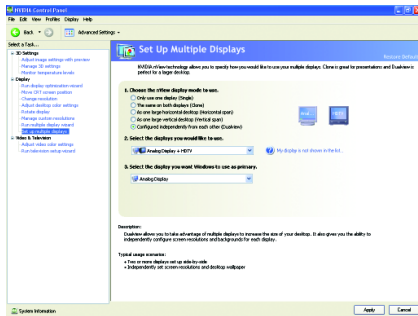 NVIDIA Control Panel
File Edit View Profiles Display Help
Back
Advanced Settings
Select a Task...
3D Settings
Adjust image settings with preview
Manage 3D settings
Monitor temperature levels
Display
Run display optimization wizard
Move CRT screen position
Change resolution
Adjust desktop color settings
Rotate display
Manage custom resolutions
Run multiple display wizard
Set up multiple displays
Video & Television
Adjust video color settings
Run television setup wizard
Set Up Multiple Displays
Restore Defaults
NVIDIA nView technology allows you to specify how you would like to use your multiple displays. Clone is great for presentations and Dualview is
perfect for a larger desktop.
1. Choose the nView display mode to use.
Only use one display (Single)
The same on both displays (Clone)
As one large horizontal desktop (Horizontal span)
As one large vertical desktop (Vertical span)
Configured independently from each other (Dualview)
2. Select the displays you would like to use.
Analog Display + HDTV
My display is not shown in the list...
3. Select the display you want Windows to use as primary.
Analog Display
Description:
Dualview allows you to take advantage of multiple displays to increase the size of your desktop. It also gives you the ability to
independently configure screen resolutions and backgrounds for each display.
Typical usage scenarios:
Two or more displays set up side-by-side
Independently set screen resolutions and desktop wallpaper
System Information
Apply
Cancel